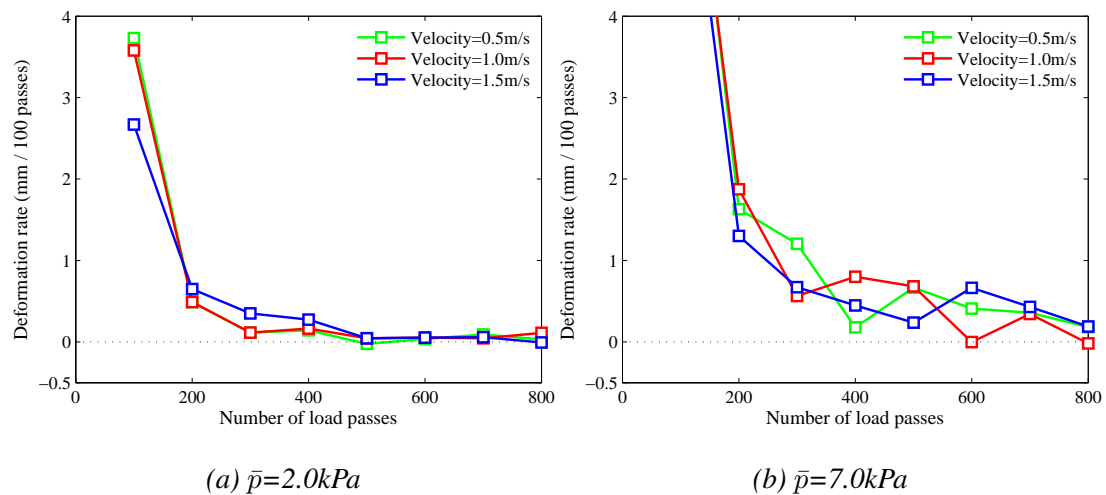 4
3
2
1
0
−0.5
0
200
400
600
800
Deformation rate (mm / 100 passes)
Number of load passes
Velocity=0.5m/s
Velocity=1.0m/s
Velocity=1.5m/s
(a) p̄=2.0kPa
4
3
2
1
0
−0.5
0
200
400
600
800
Deformation rate (mm / 100 passes)
Number of load passes
Velocity=0.5m/s
Velocity=1.0m/s
Velocity=1.5m/s
(b) p̄=7.0kPa